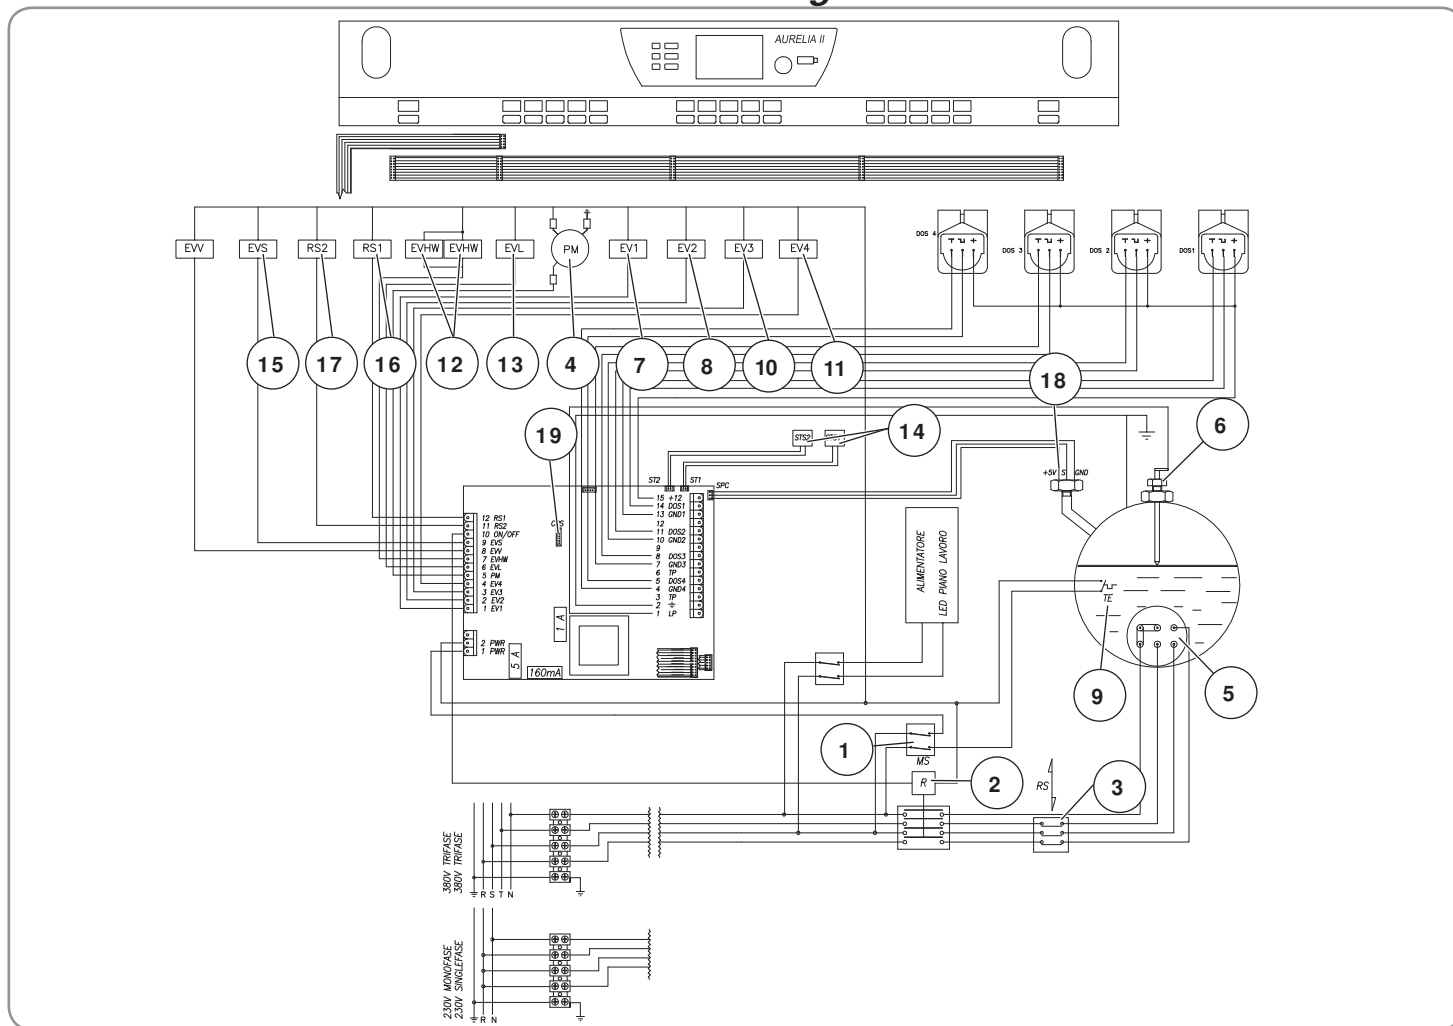 AURELIA II
EVV
EVS
RS2
RS1
EVHW
EVHW
EVL
PM
EV1
EV2
EV3
EV4
DOS 4
DOS 3
DOS 2
DOS1
15
17
16
12
13
4
7
8
10
11
18
19
14
6
STS2
+5V S GND
ST2
ST1
SPC
15 +12
14 DOS1
13 GND1
12
11 DOS2
10 GND2
9
8 DOS3
7 GND3
6 TP
5 DOS4
4 GND4
3 TP
2
1 LP
12 RS1
11 RS2
10 ON/OFF
9 EVS
8 EVV
7 EVHW
6 EVL
5 PM
4 EV4
3 EV3
2 EV2
1 EV1
2 PWR
1 PWR
1 A
5 A
160mA
ALIMENTATORE
LED PIANO LAVORO
TE
9
5
1
MS
R
2
RS
3
380V TRIFASE
380V TRIFASE
R S T N
230V MONOFASE
230V SINGLEFASE
R N